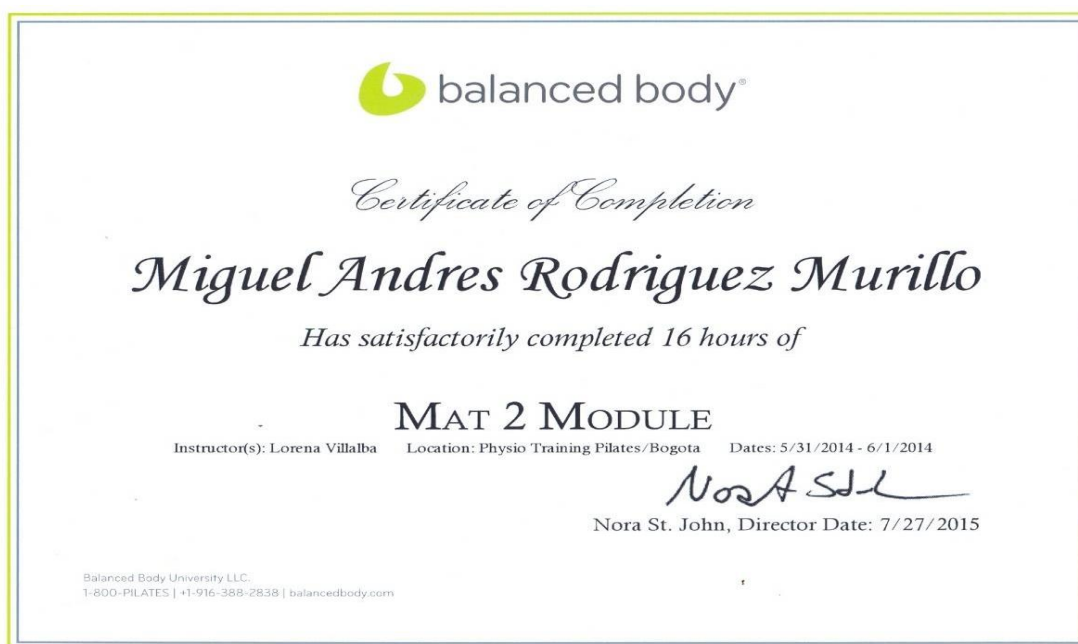 balanced body®
Certificate of Completion
Miguel Andres Rodriguez Murillo
Has satisfactorily completed 16 hours of
MAT 2 MODULE
Instructor(s): Lorena Villalba Location: Physio Training Pilates/Bogota Dates: 5/31/2014 - 6/1/2014
Nora St. John, Director Date: 7/27/2015
Balanced Body University LLC.
1-800-PILATES | +1-916-388-2838 | balancedbody.com